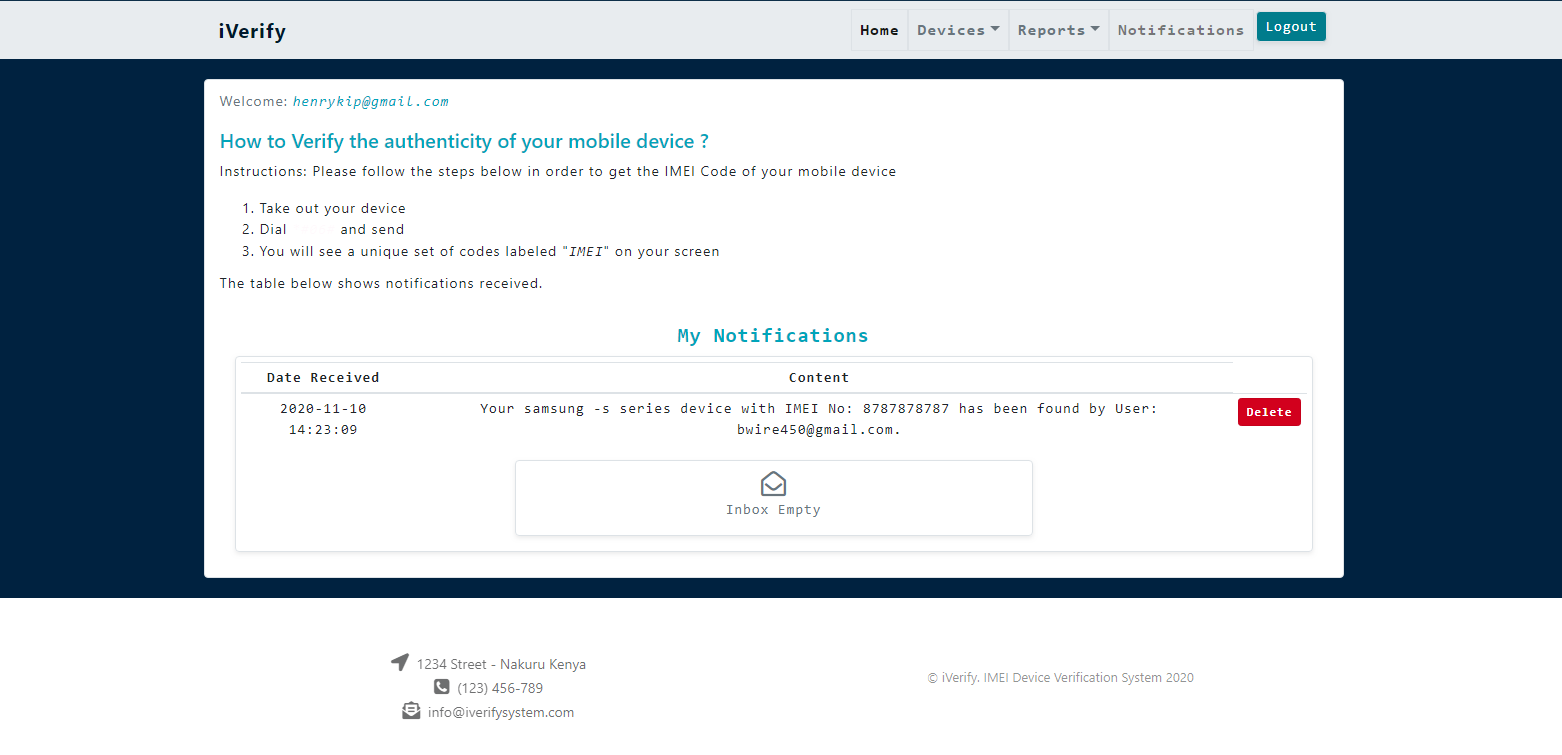 iVerify
Home Devices Reports Notifications Logout
Welcome: henrykip@gmail.com
How to Verify the authenticity of your mobile device ?
Instructions: Please follow the steps below in order to get the IMEI Code of your mobile device
1. Take out your device
2. Dial and send
3. You will see a unique set of codes labeled "IMEI" on your screen
The table below shows notifications received.
My Notifications
Date Received Content
2020-11-10 Your samsung -s series device with IMEI No: 8787878787 has been found by User: Delete
14:23:09 bwire450@gmail.com.
Inbox Empty
1234 Street - Nakuru Kenya
(123) 456-789
info@iverifysystem.com
© iVerify. IMEI Device Verification System 2020